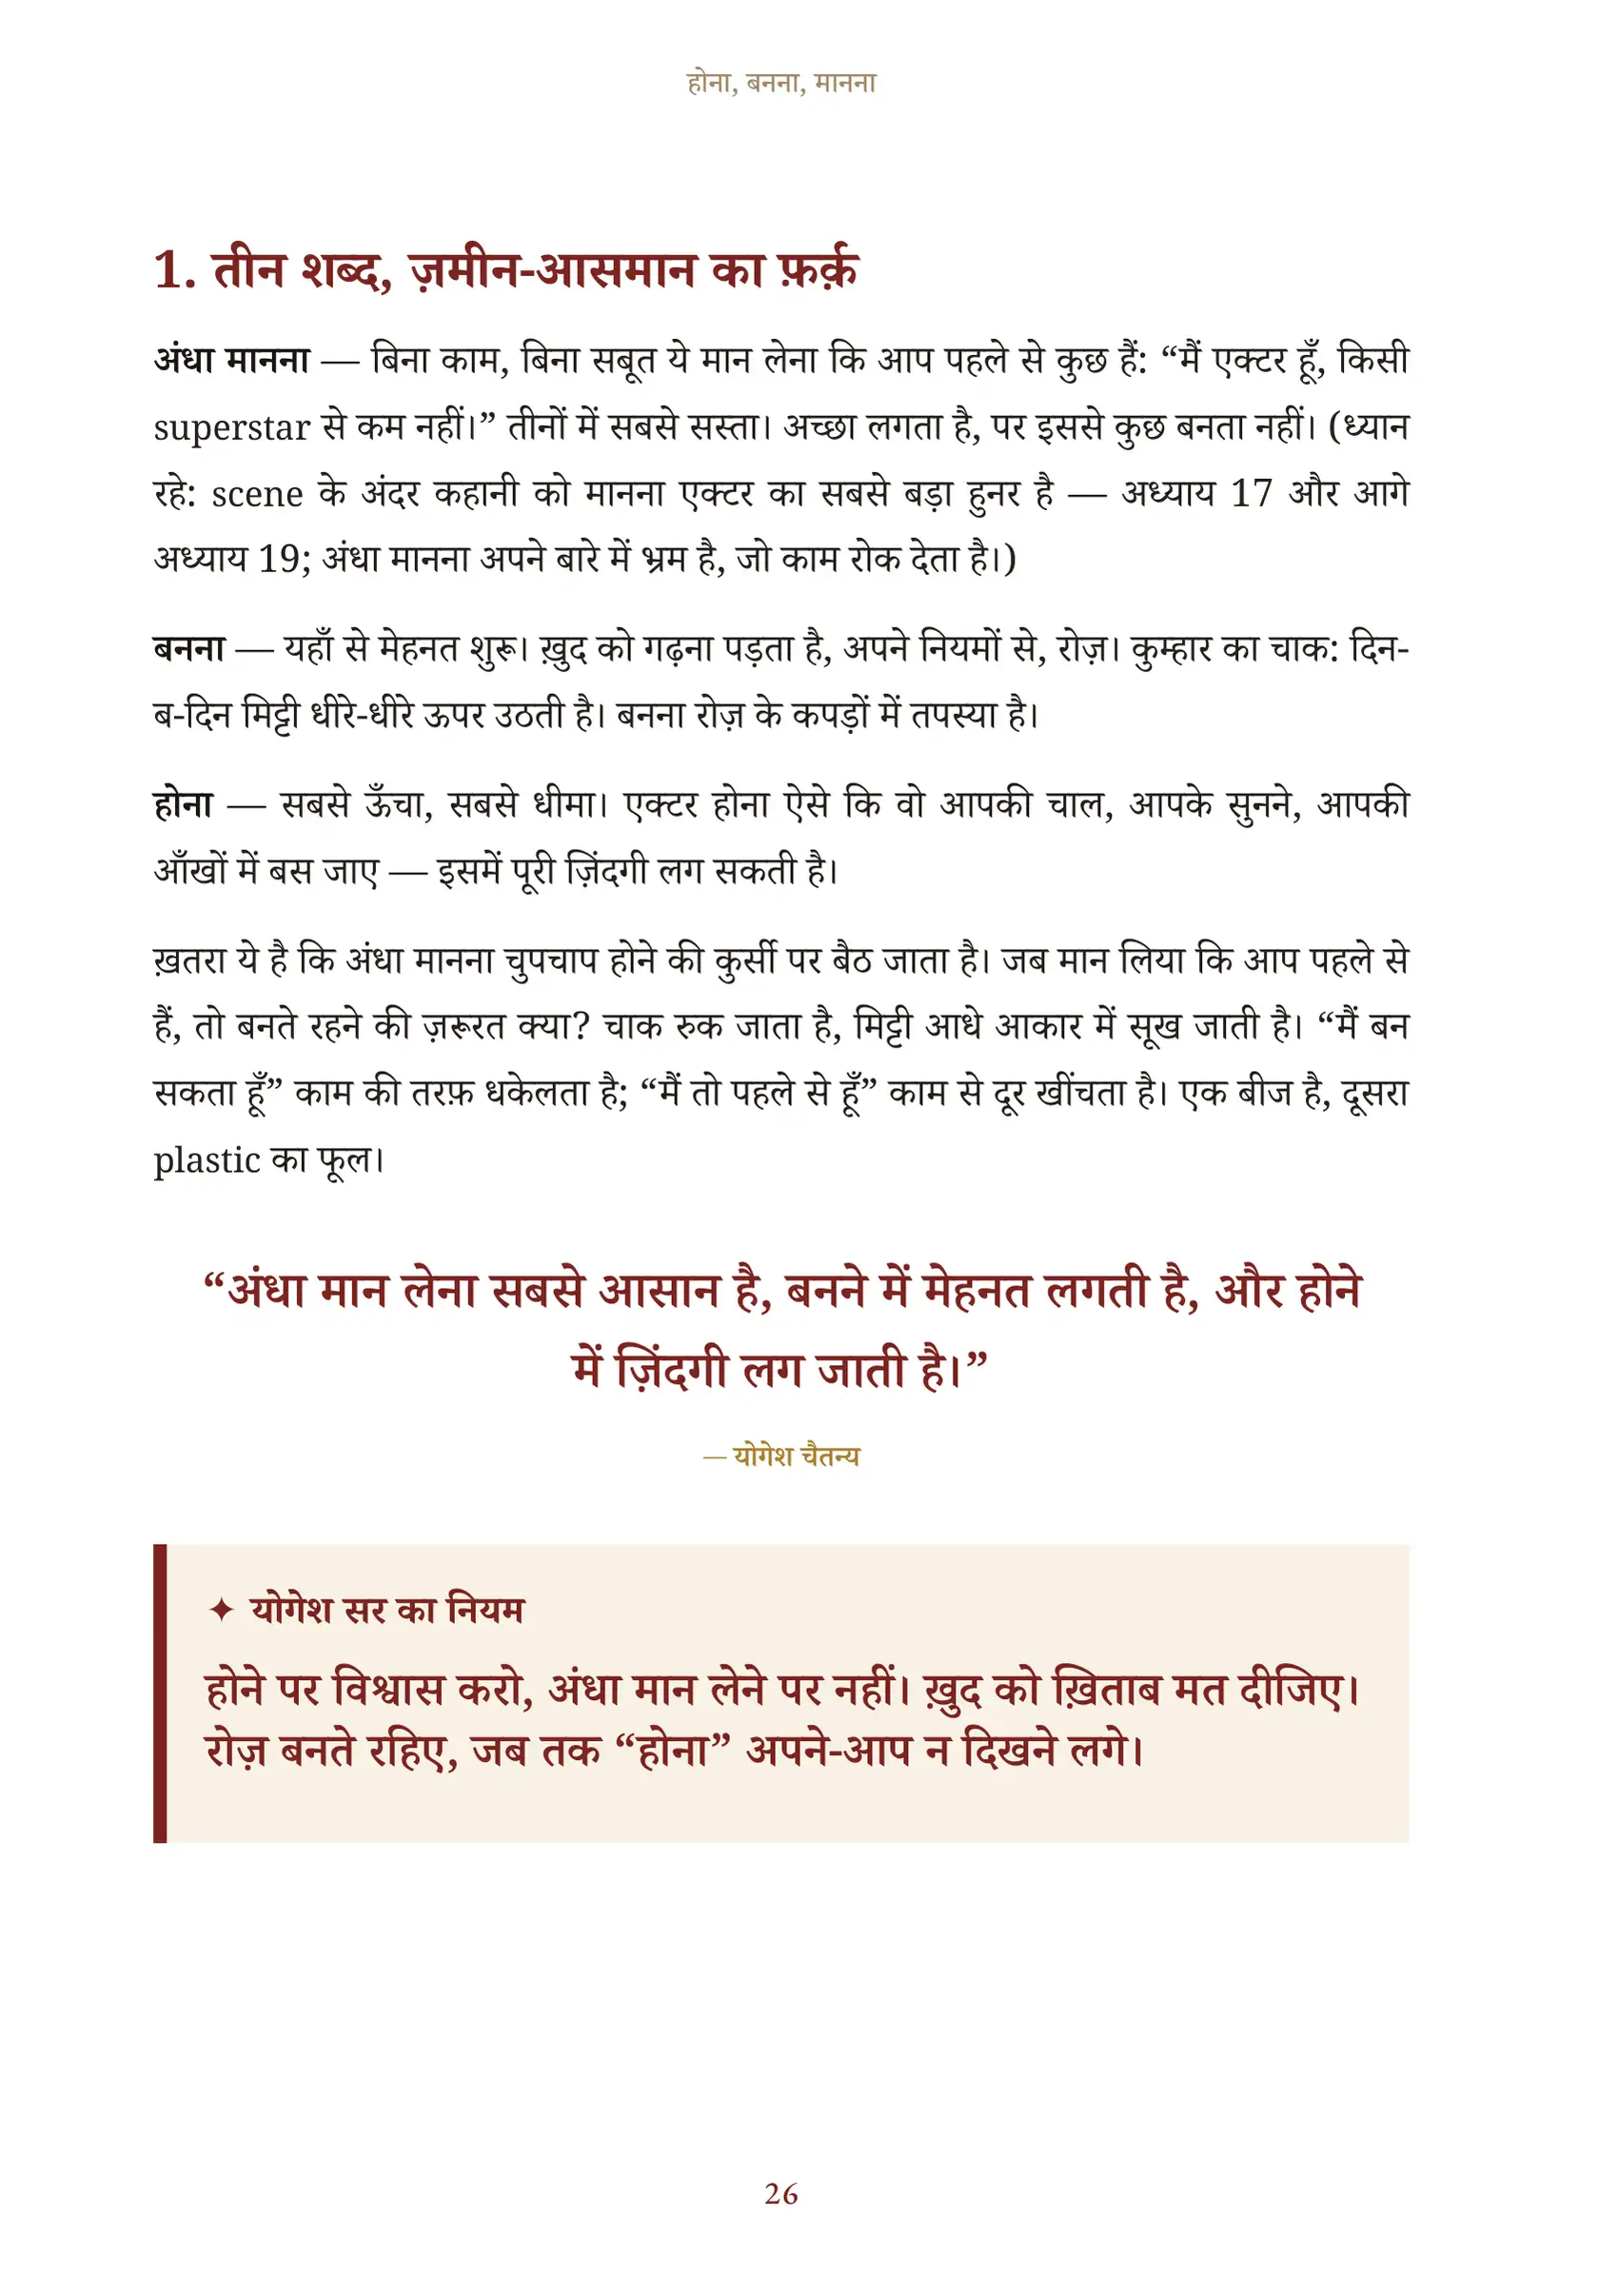 होना, बनना, मानना
1. तीन शब्द, ज़मीन-आसमान का फ़र्क़
अंधा मानना — बिना काम, बिना सबूत ये मान लेना कि आप पहले से कुछ हैं: “मैं एक्टर हूँ, किसी
superstar से कम नहीं।” तीनों में सबसे सस्ता। अच्छा लगता है, पर इससे कुछ बनता नहीं। (ध्यान
रहे: scene के अंदर कहानी को मानना एक्टर का सबसे बड़ा हुनर है — अध्याय 17 और आगे
अध्याय 19; अंधा मानना अपने बारे में भ्रम है, जो काम रोक देता है।)
बनना — यहाँ से मेहनत शुरू। ख़ुद को गढ़ना पड़ता है, अपने नियमों से, रोज़। कुम्हार का चाक: दिन-
ब-दिन मिट्टी धीरे-धीरे ऊपर उठती है। बनना रोज़ के कपड़ों में तपस्या है।
होना — सबसे ऊँचा, सबसे धीमा। एक्टर होना ऐसे कि वो आपकी चाल, आपके सुनने, आपकी
आँखों में बस जाए — इसमें पूरी ज़िंदगी लग सकती है।
ख़तरा ये है कि अंधा मानना चुपचाप होने की कुर्सी पर बैठ जाता है। जब मान लिया कि आप पहले से
हैं, तो बनते रहने की ज़रूरत क्या? चाक रुक जाता है, मिट्टी आधे आकार में सूख जाती है। “मैं बन
सकता हूँ” काम की तरफ़ धकेलता है; “मैं तो पहले से हूँ” काम से दूर खींचता है। एक बीज है, दूसरा
plastic का फूल।
“अंधा मान लेना सबसे आसान है, बनने में मेहनत लगती है, और होने
में ज़िंदगी लग जाती है।”
— योगेश चैतन्य
✦ योगेश सर का नियम
होने पर विश्वास करो, अंधा मान लेने पर नहीं। ख़ुद को ख़िताब मत दीजिए।
रोज़ बनते रहिए, जब तक “होना” अपने-आप न दिखने लगे।
26